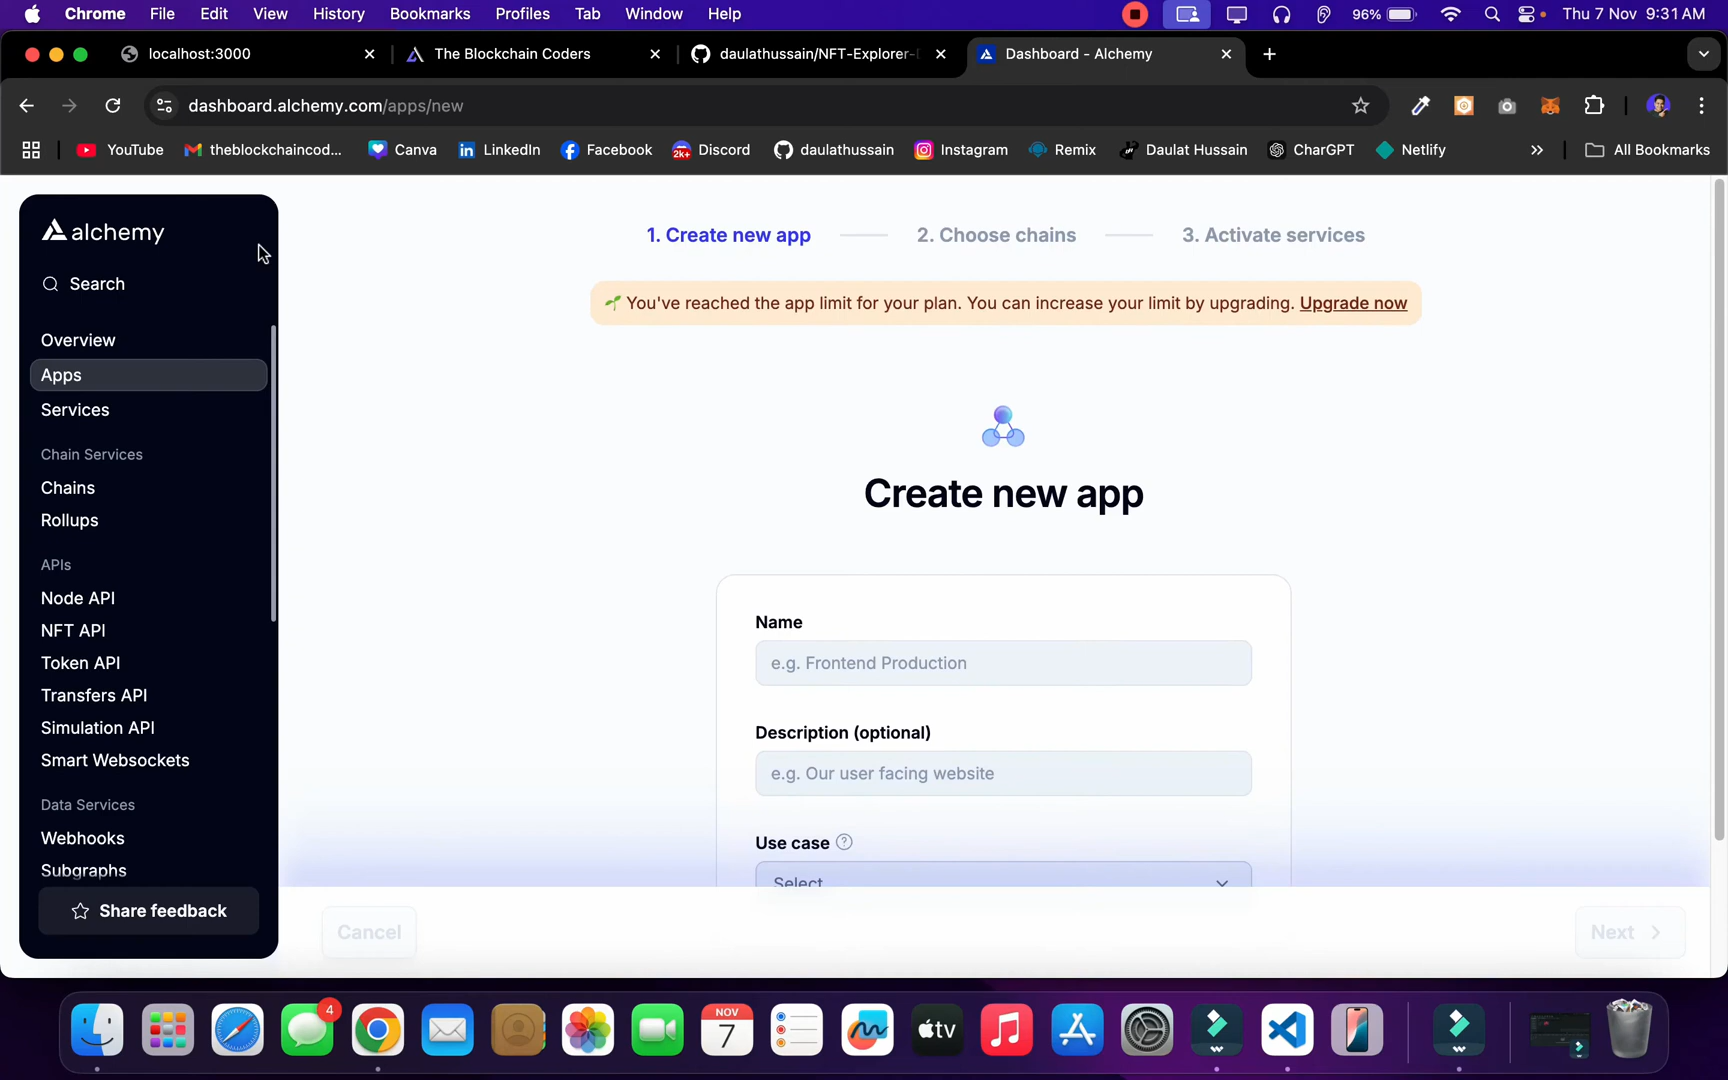 Chrome File Edit View History Bookmarks Profiles Tab Window Help 96% Thu 7 Nov 9:31 AM
localhost:3000 The Blockchain Coders daulathussain/NFT-Explorer- Dashboard - Alchemy
dashboard.alchemy.com/apps/new
YouTube theblockchaincod... Canva LinkedIn Facebook 2k+ Discord daulathussain Instagram Remix Daulat Hussain CharGPT Netlify » All Bookmarks
alchemy
Search
Overview
Apps
Services
Chain Services
Chains
Rollups
APIs
Node API
NFT API
Token API
Transfers API
Simulation API
Smart Websockets
Data Services
Webhooks
Subgraphs
Share feedback
1. Create new app 2. Choose chains 3. Activate services
You've reached the app limit for your plan. You can increase your limit by upgrading. Upgrade now
Create new app
Name
e.g. Frontend Production
Description (optional)
e.g. Our user facing website
Use case ?
Select
Cancel Next
4
NOV
7
tv